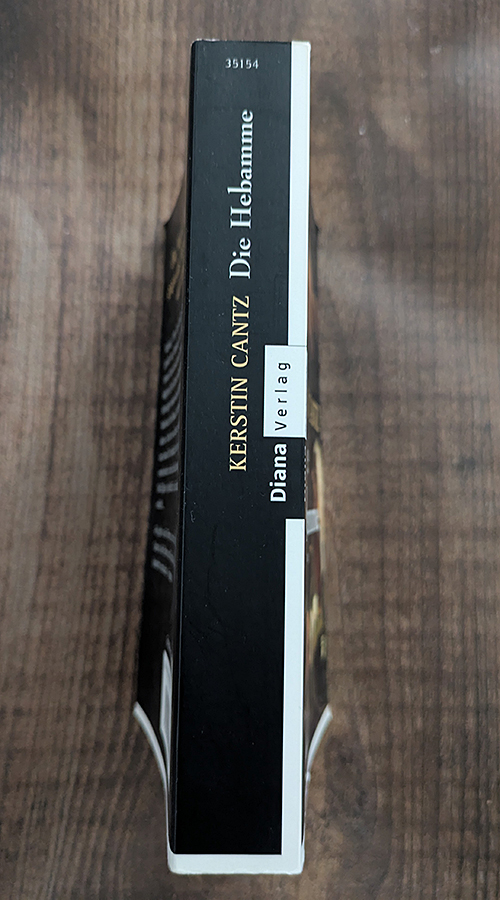 35154
KERSTIN CANTZ Die Hebamme
Diana Verlag